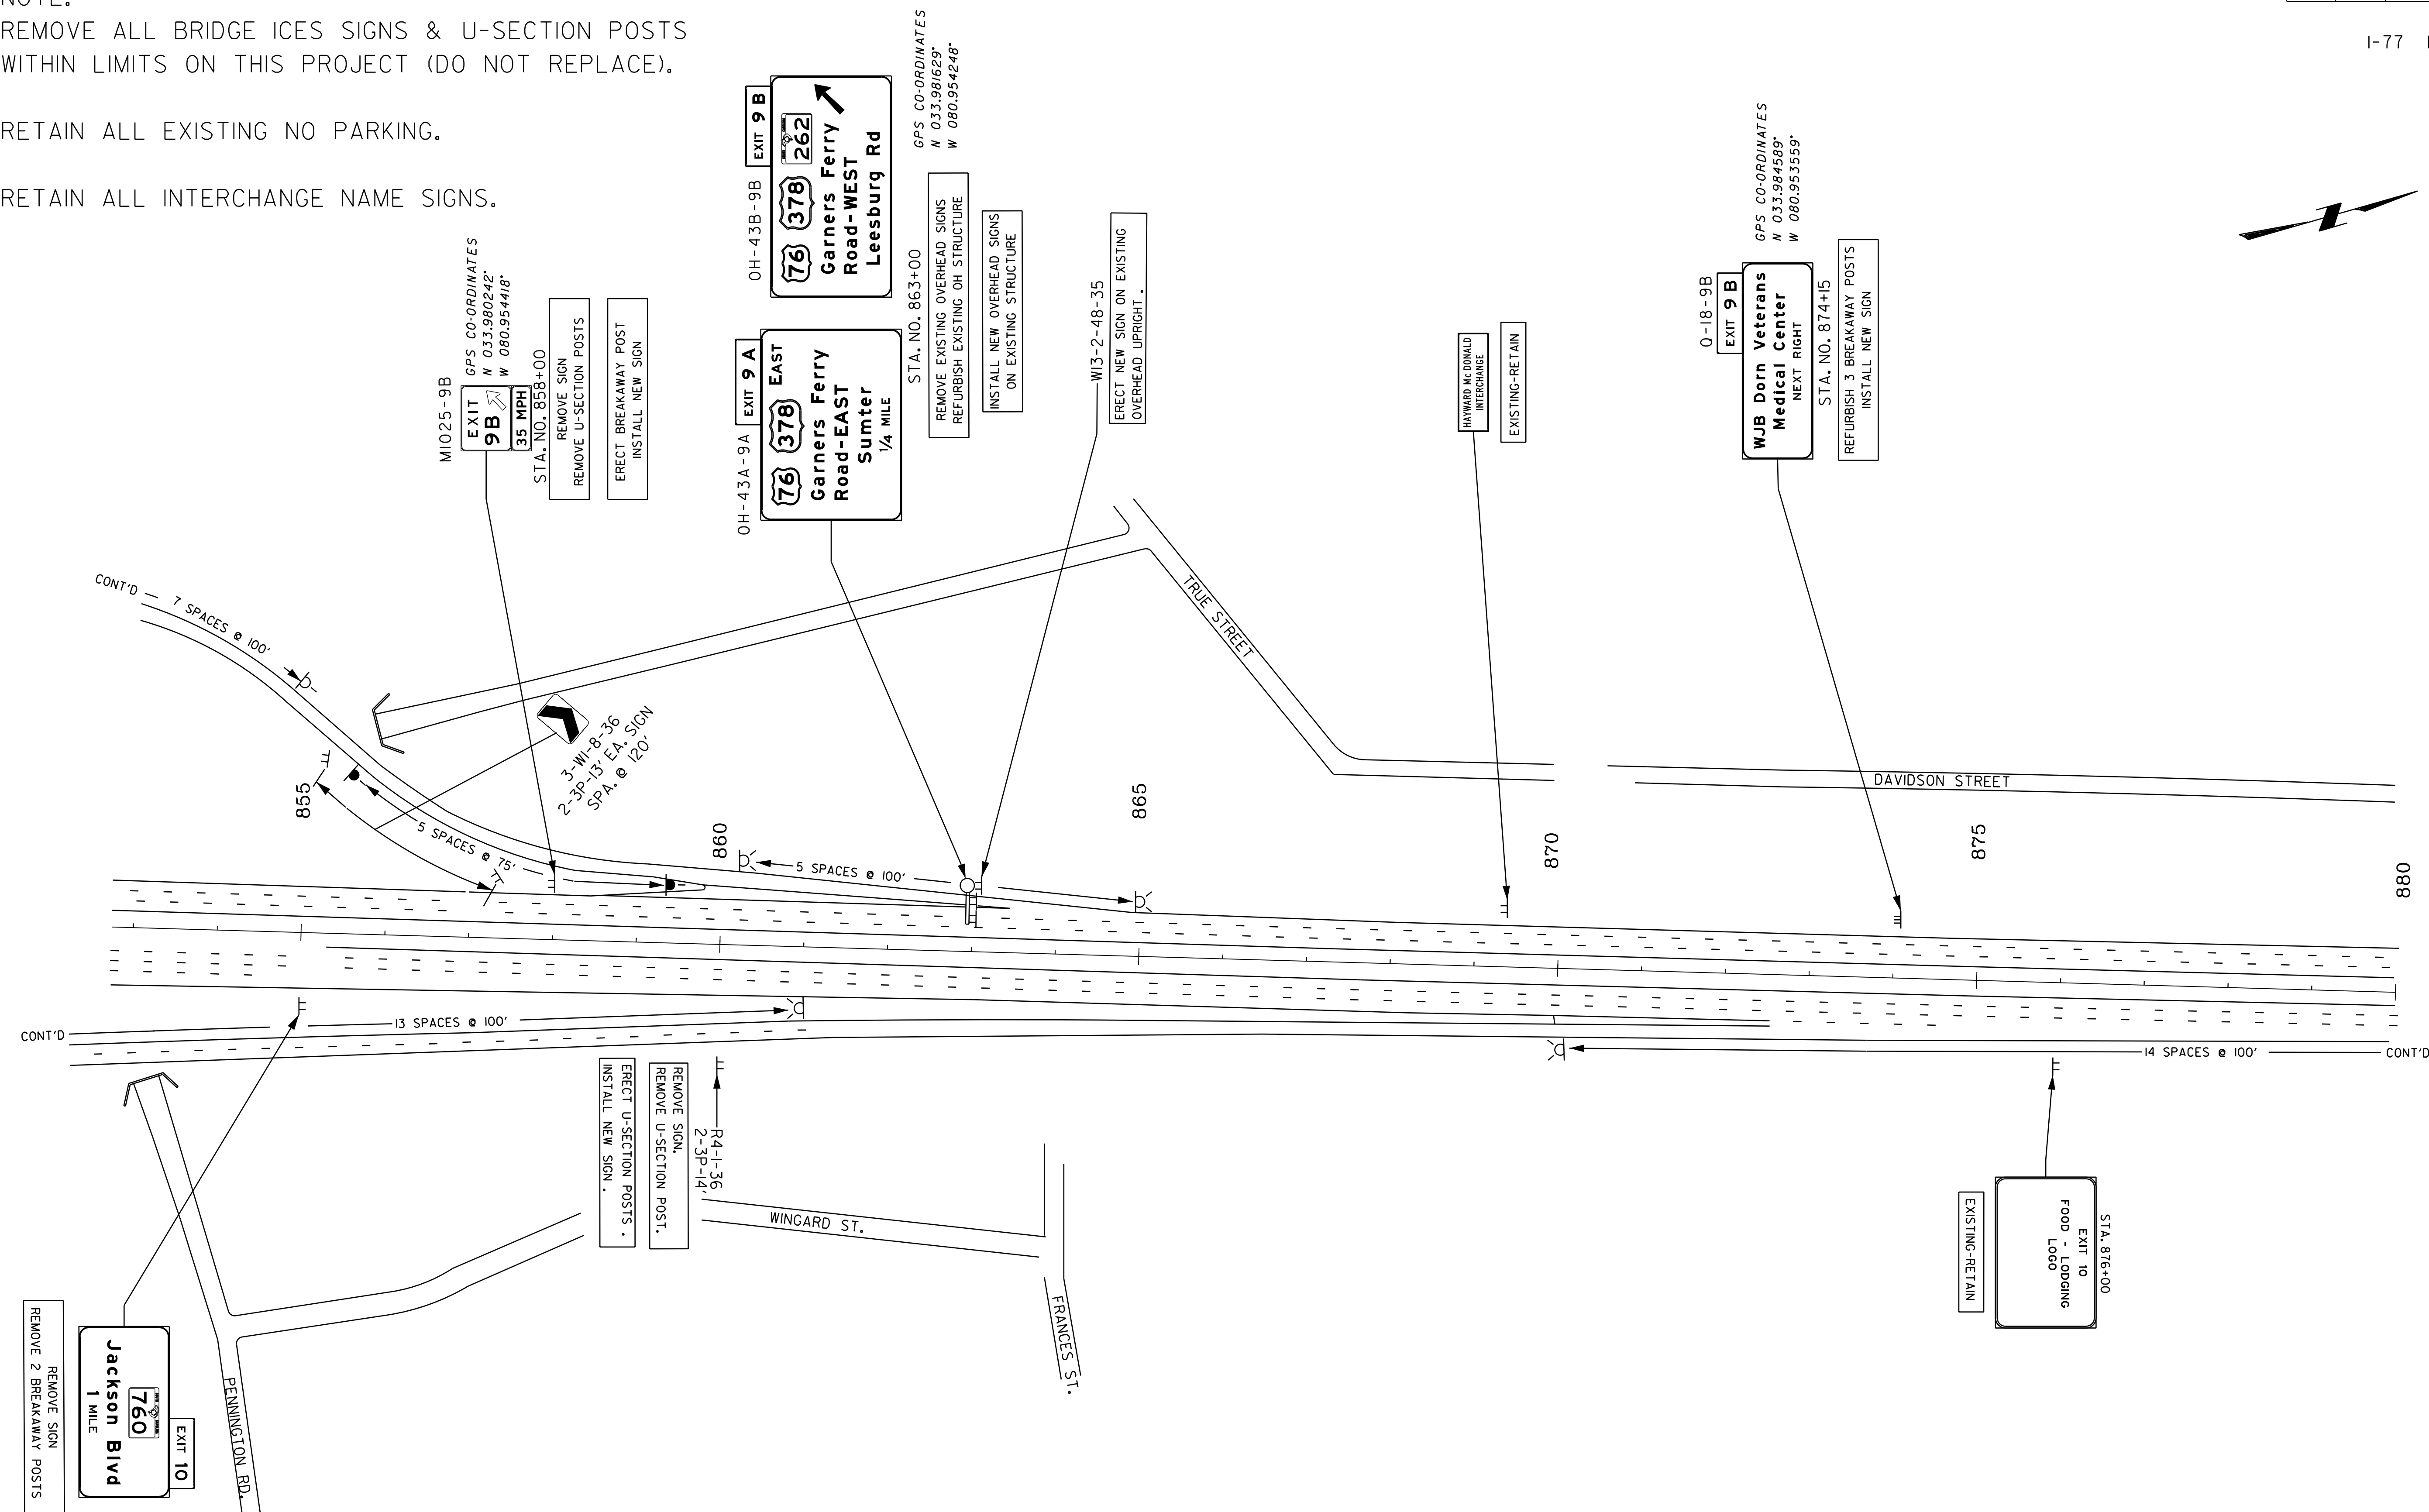 NOTE:
REMOVE ALL BRIDGE ICES SIGNS & U-SECTION POSTS
WITHIN LIMITS ON THIS PROJECT (DO NOT REPLACE).
RETAIN ALL EXISTING NO PARKING.
RETAIN ALL INTERCHANGE NAME SIGNS.
I-77
M1025-9B
EXIT
9B
35 MPH
GPS CO-ORDINATES
N 033.980242°
W 080.954418°
STA. NO. 858+00
REMOVE SIGN
REMOVE U-SECTION POSTS
ERECT BREAKAWAY POST
INSTALL NEW SIGN
OH-43B-9B
EXIT 9 B
76 378 262
Garners Ferry
Road-WEST
Leesburg Rd
GPS CO-ORDINATES
N 033.981629°
W 080.954248°
OH-43A-9A
EXIT 9 A
76 378 EAST
Garners Ferry
Road-EAST
Sumter
1/4 MILE
STA. NO. 863+00
REMOVE EXISTING OVERHEAD SIGNS
REFURBISH EXISTING OH STRUCTURE
INSTALL NEW OVERHEAD SIGNS
ON EXISTING STRUCTURE
W13-2-48-35
ERECT NEW SIGN ON EXISTING
OVERHEAD UPRIGHT .
HAYWARD McDONALD
INTERCHANGE
EXISTING-RETAIN
Q-18-9B
EXIT 9 B
WJB Dorn Veterans
Medical Center
NEXT RIGHT
GPS CO-ORDINATES
N 033.984589°
W 080.953559°
STA. NO. 874+15
REFURBISH 3 BREAKAWAY POSTS
INSTALL NEW SIGN
CONT'D
7 SPACES @ 100'
3-W1-8-36
2-3P-13' EA. SIGN
SPA. @ 120'
TRUE STREET
DAVIDSON STREET
5 SPACES @ 75'
5 SPACES @ 100'
855
860
865
870
875
880
CONT'D
13 SPACES @ 100'
14 SPACES @ 100'
CONT'D
R4-1-36
2-3P-14'
REMOVE SIGN.
REMOVE U-SECTION POST.
ERECT U-SECTION POSTS .
INSTALL NEW SIGN .
WINGARD ST.
FRANCES ST.
PENNINGTON RD.
STA. 876+00
EXIT 10
FOOD - LODGING
LOGO
EXISTING-RETAIN
EXIT 10
760
Jackson Blvd
1 MILE
REMOVE SIGN
REMOVE 2 BREAKAWAY POSTS